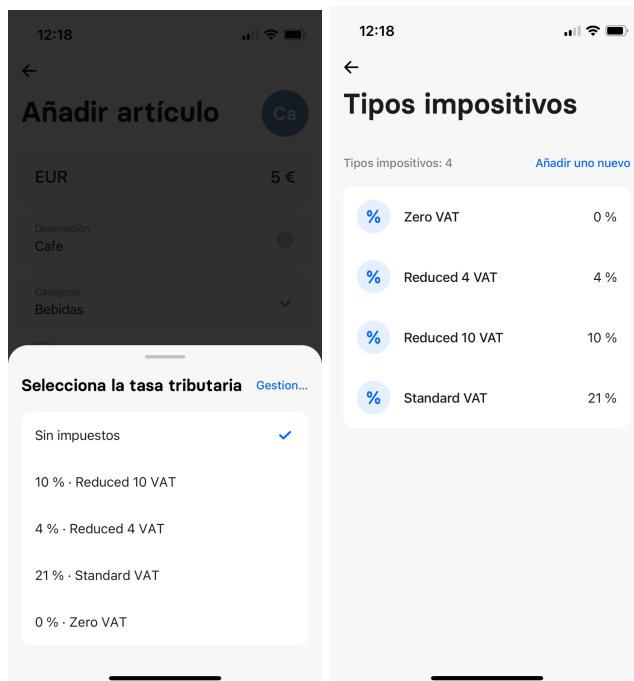 12:18
Añadir artículo
Ca
EUR 5 €
Descripción
Cafe
Categoría
Bebidas
Selecciona la tasa tributaria Gestion...
Sin impuestos
10 % · Reduced 10 VAT
4 % · Reduced 4 VAT
21 % · Standard VAT
0 % · Zero VAT
12:18
Tipos impositivos
Tipos impositivos: 4 Añadir uno nuevo
% Zero VAT 0 %
% Reduced 4 VAT 4 %
% Reduced 10 VAT 10 %
% Standard VAT 21 %